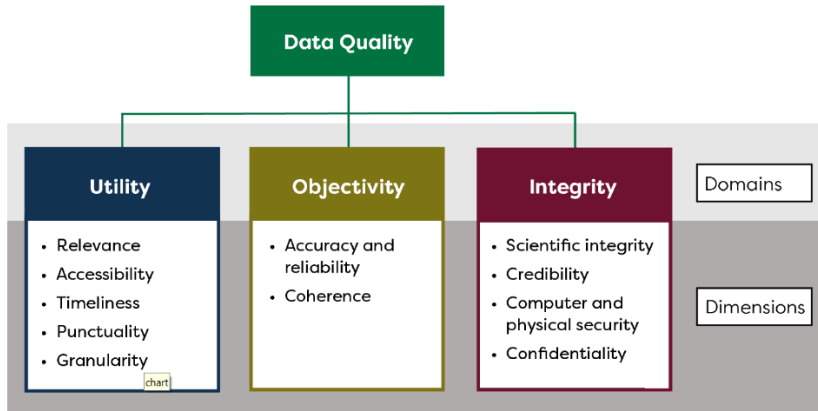 Data Quality
Utility
Objectivity
Integrity
Domains
• Relevance
• Accessibility
• Timeliness
• Punctuality
• Granularity
chart
• Accuracy and
reliability
• Coherence
• Scientific integrity
• Credibility
• Computer and
physical security
• Confidentiality
Dimensions